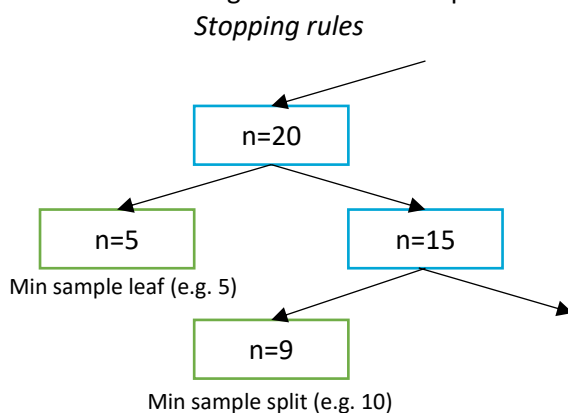 Stopping rules
n=20
n=5
n=15
Min sample leaf (e.g. 5)
n=9
Min sample split (e.g. 10)